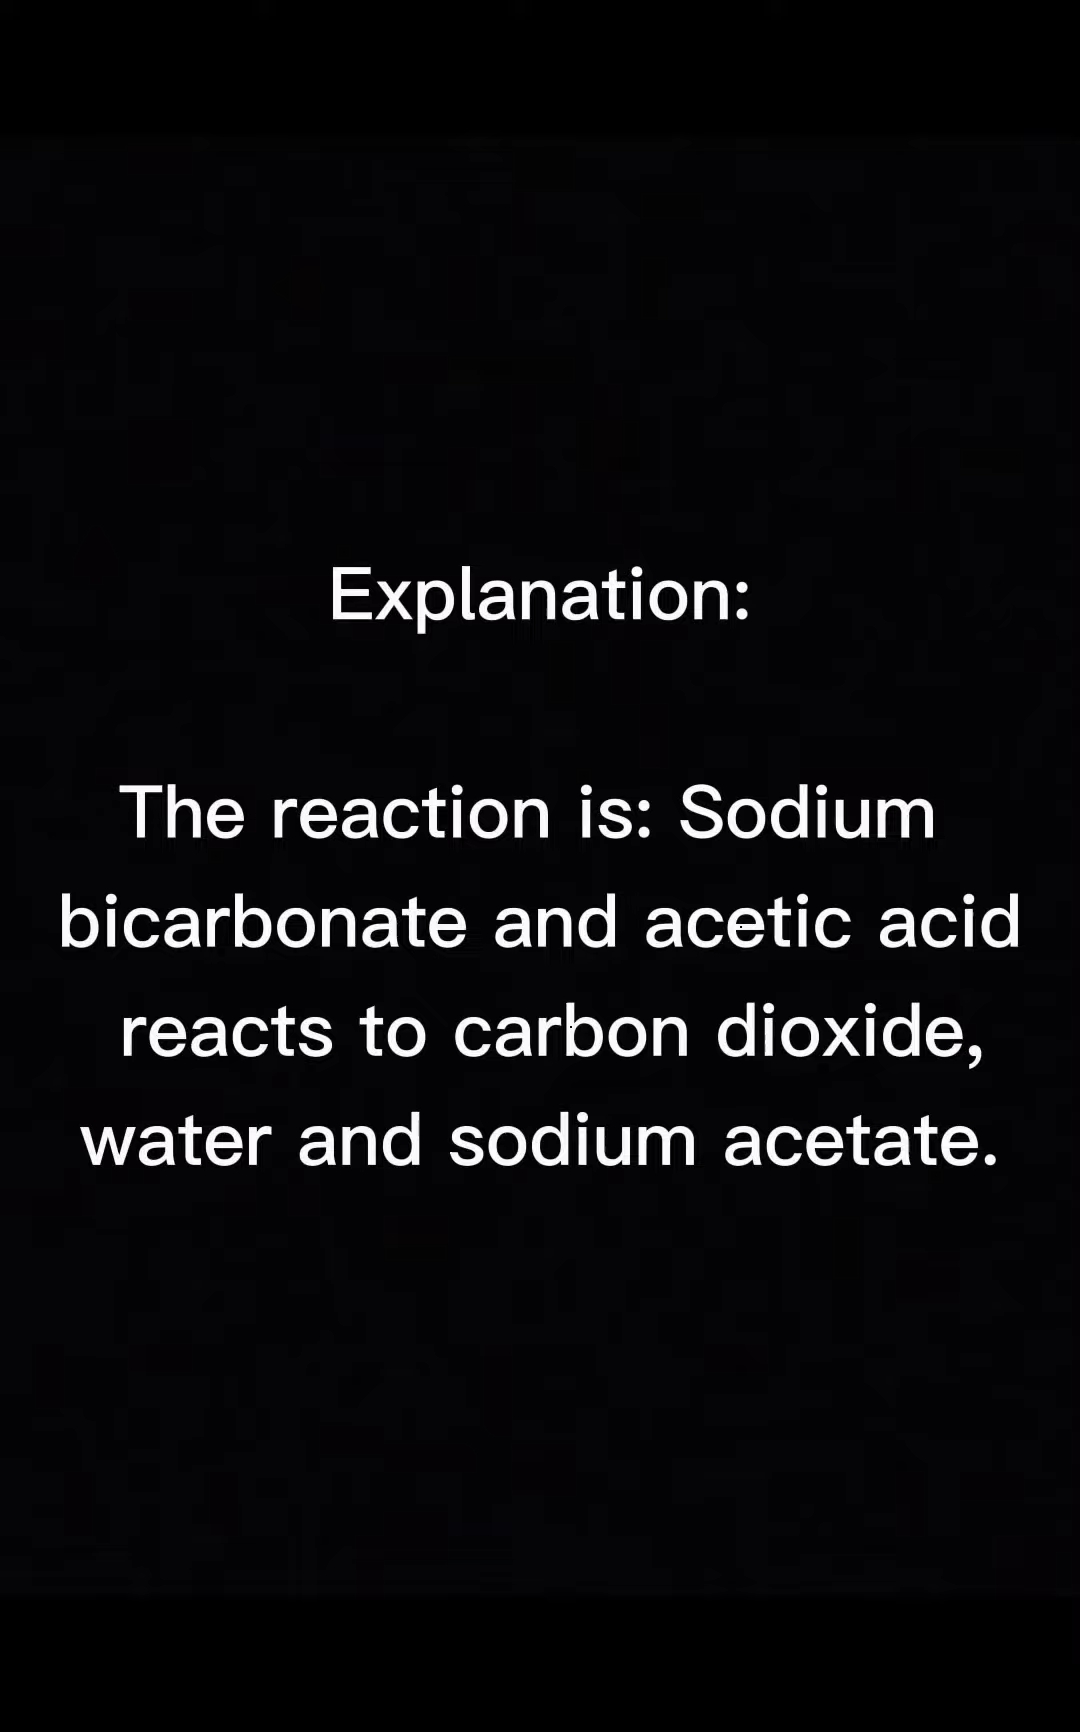 Explanation:
The reaction is: Sodium
bicarbonate and acetic acid
reacts to carbon dioxide,
water and sodium acetate.